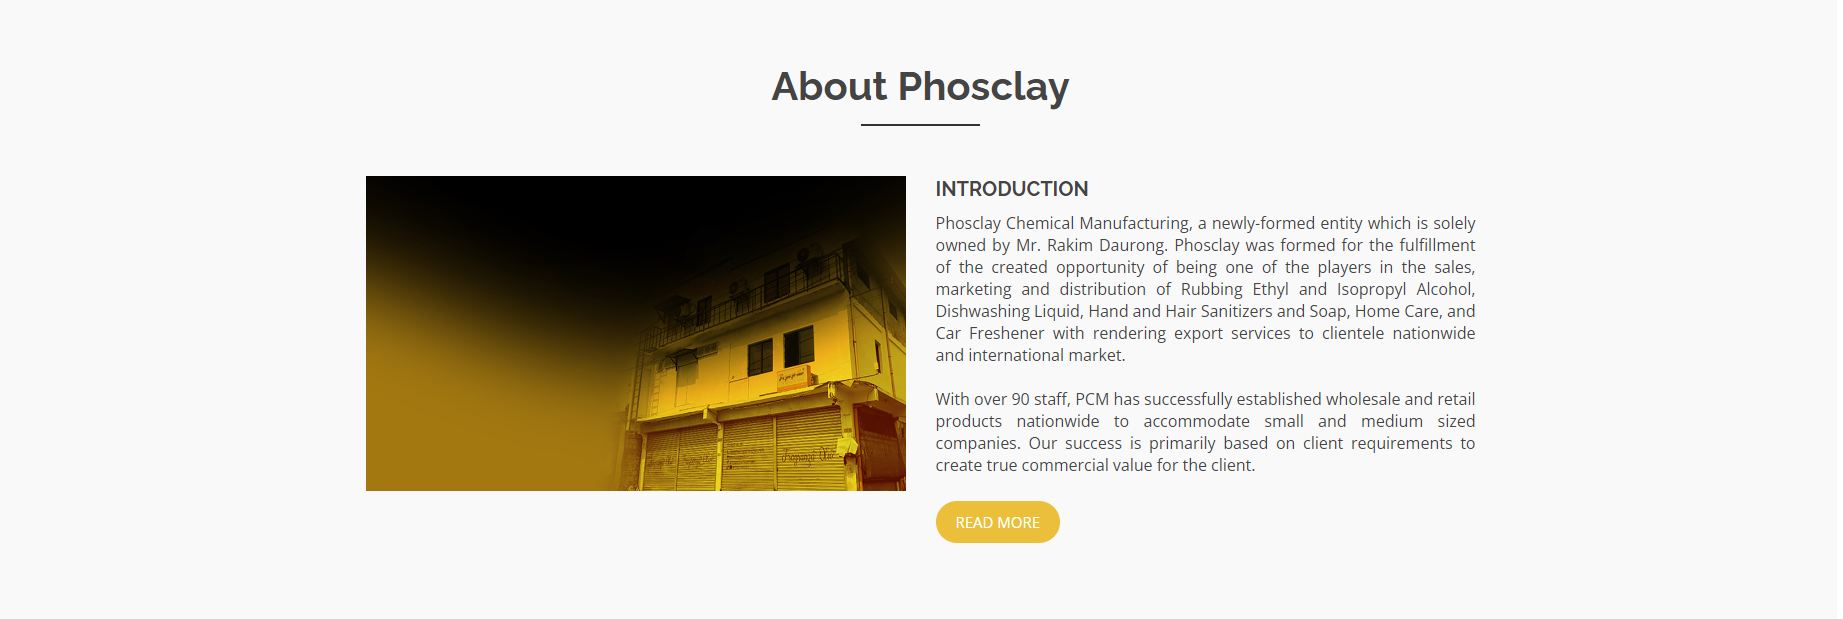 About Phosclay
INTRODUCTION
Phosclay Chemical Manufacturing, a newly-formed entity which is solely
owned by Mr. Rakim Daurong. Phosclay was formed for the fulfillment
of the created opportunity of being one of the players in the sales,
marketing and distribution of Rubbing Ethyl and Isopropyl Alcohol,
Dishwashing Liquid, Hand and Hair Sanitizers and Soap, Home Care, and
Car Freshener with rendering export services to clientele nationwide
and international market.
With over 90 staff, PCM has successfully established wholesale and retail
products nationwide to accommodate small and medium sized
companies. Our success is primarily based on client requirements to
create true commercial value for the client.
READ MORE